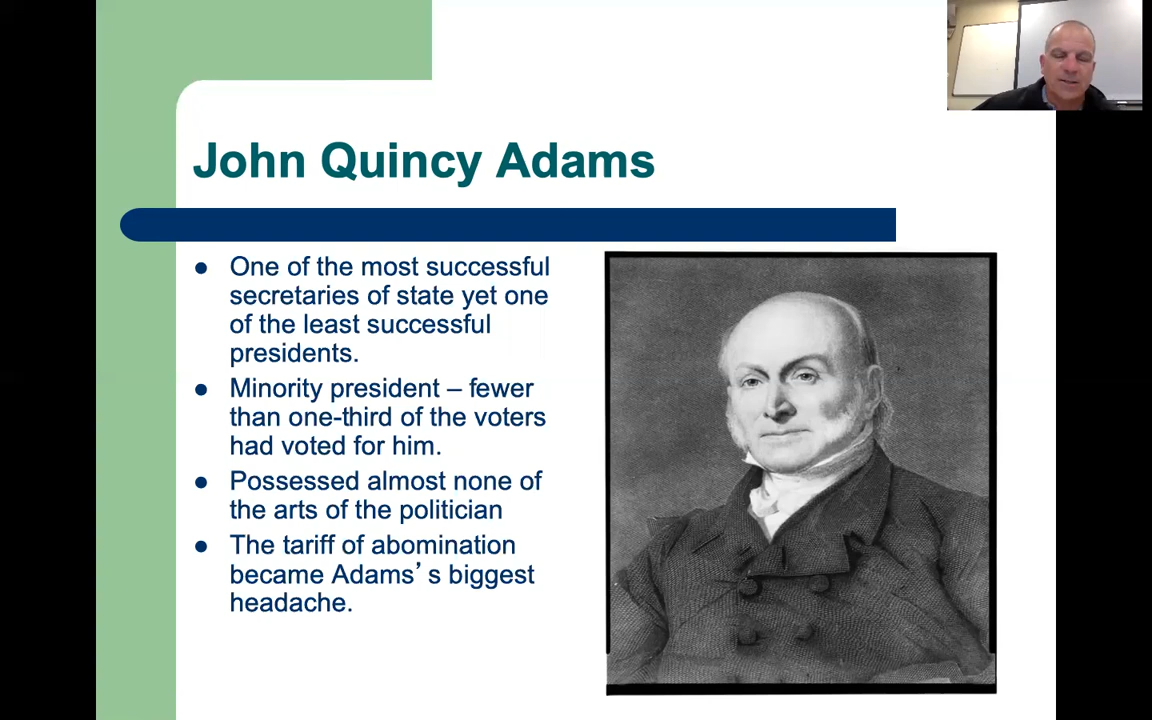 John Quincy Adams
● One of the most successful
secretaries of state yet one
of the least successful
presidents.
● Minority president – fewer
than one-third of the voters
had voted for him.
● Possessed almost none of
the arts of the politician
● The tariff of abomination
became Adams’ s biggest
headache.